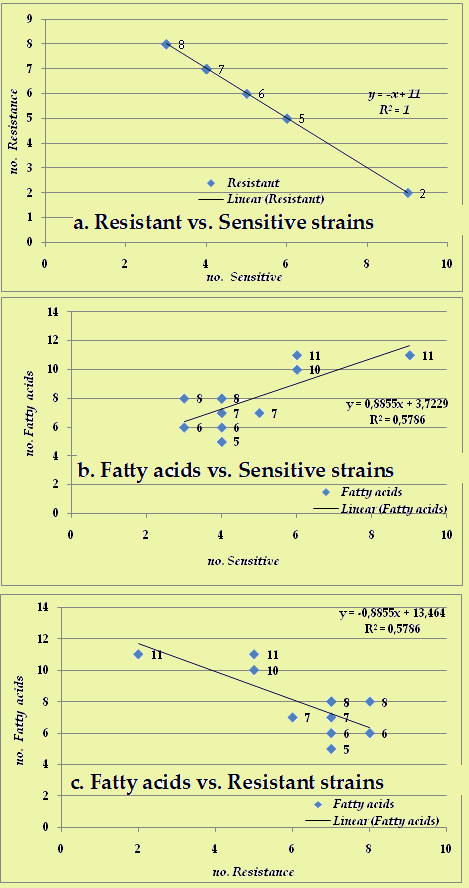 9
8
7
6
5
4
3
2
1
0
no. Resistance
8
7
6
5
2
y = -x + 11
R² = 1
Resistant
Linear (Resistant)
a. Resistant vs. Sensitive strains
0 2 4 6 8 10
no. Sensitive
14
12
10
8
6
4
2
0
no. Fatty acids
11 11
10
8 8
7 7
6 6
5
y = 0,8855x + 3,7229
R² = 0,5786
b. Fatty acids vs. Sensitive strains
Fatty acids
Linear (Fatty acids)
0 2 4 6 8 10
no. Sensitive
14
12
10
8
6
4
2
0
no. Fatty acids
y = -0,8855x + 13,464
R² = 0,5786
11 11
10
8 8
7 7
6 6
5
c. Fatty acids vs. Resistant strains
Fatty acids
Linear (Fatty acids)
0 2 4 6 8 10
no. Resistance